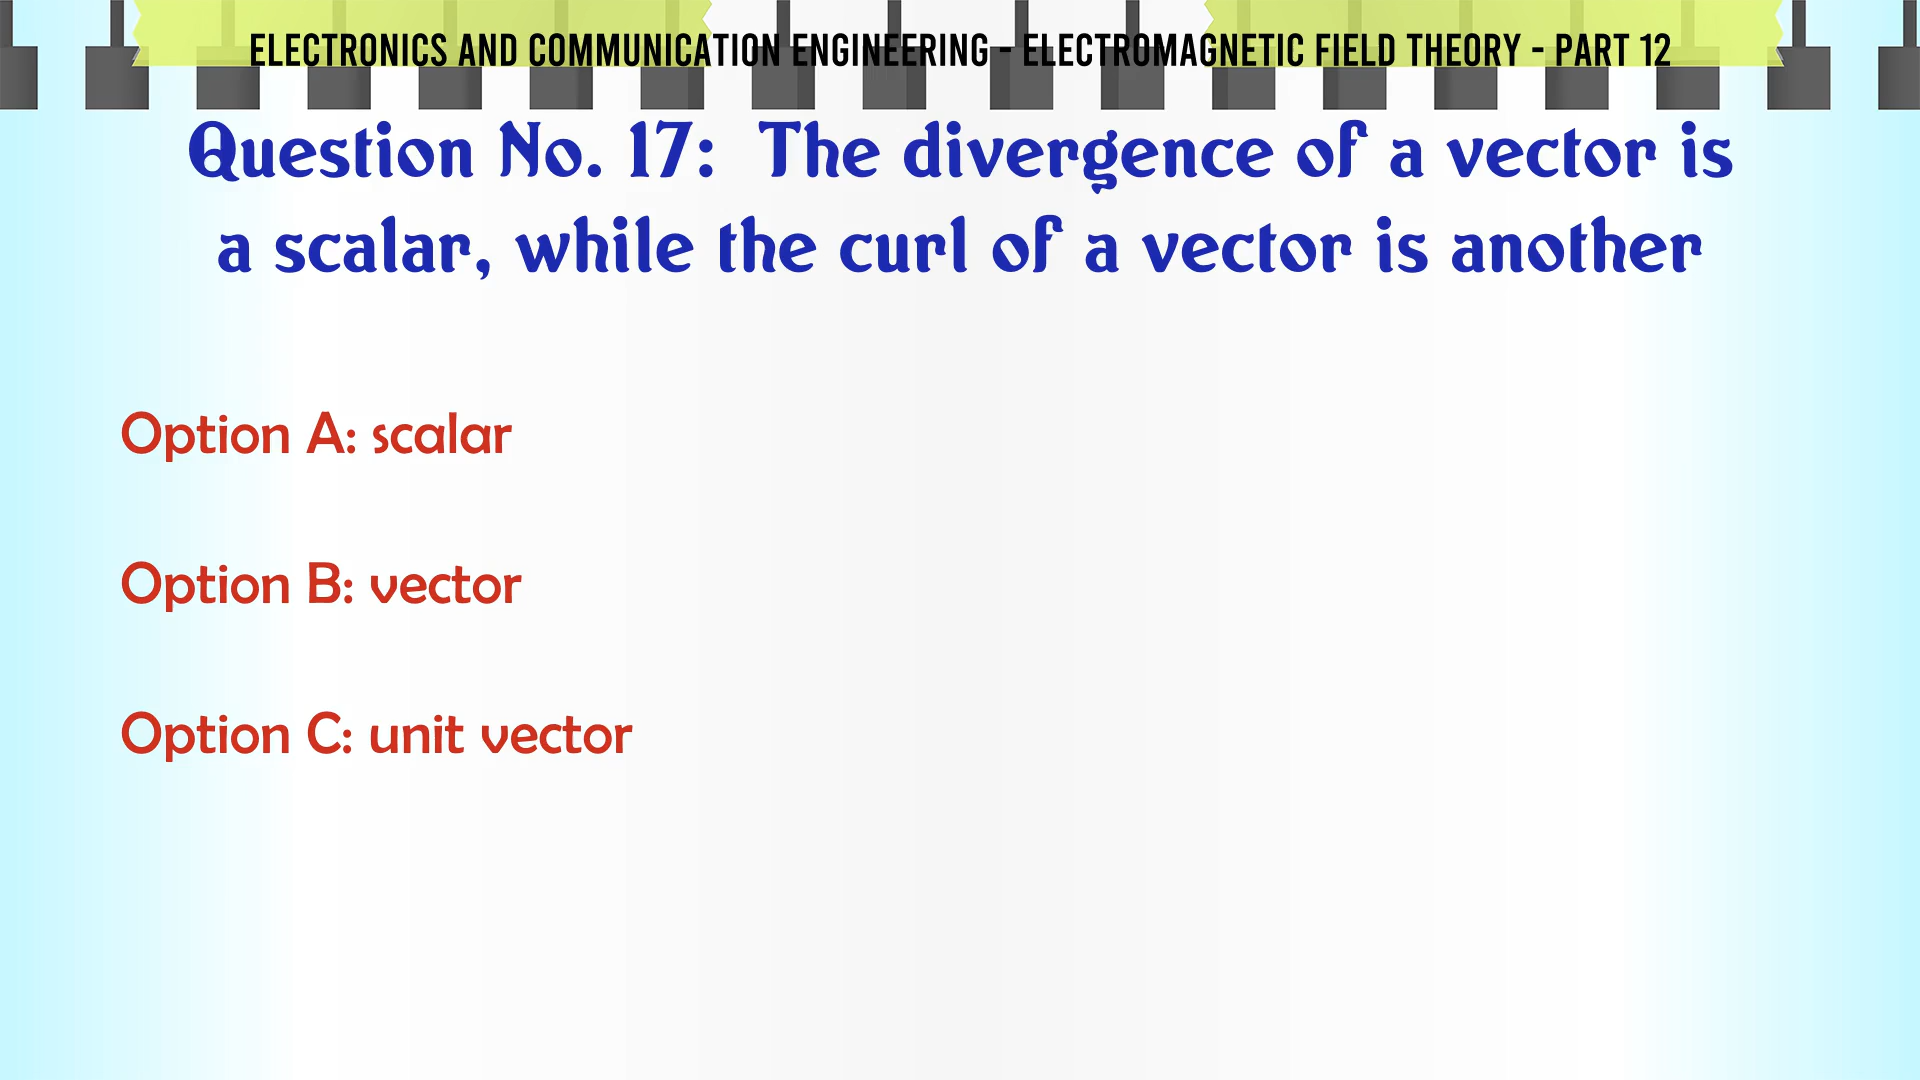 ELECTRONICS AND COMMUNICATION ENGINEERING - ELECTROMAGNETIC FIELD THEORY - PART 12
Question No. 17: The divergence of a vector is
a scalar, while the curl of a vector is another
Option A: scalar
Option B: vector
Option C: unit vector